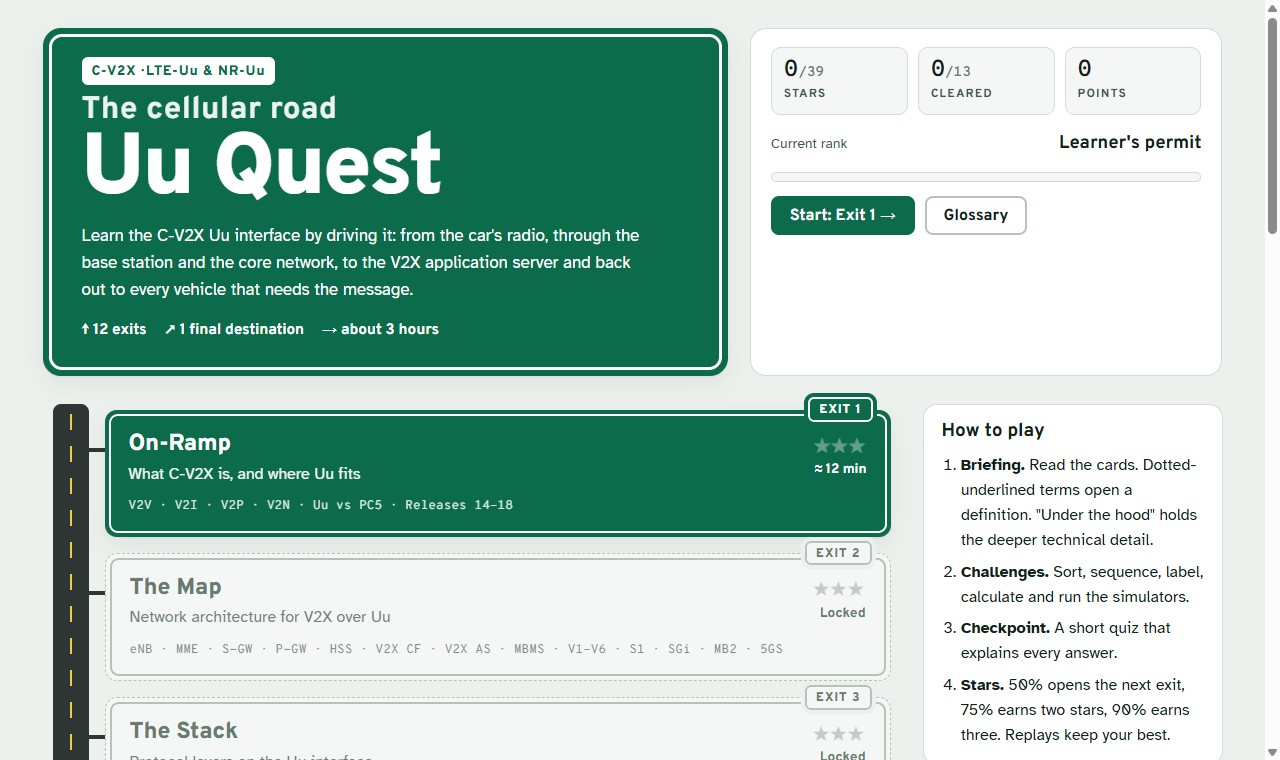 C-V2X ·LTE-Uu & NR-Uu
The cellular road
Uu Quest
Learn the C-V2X Uu interface by driving it: from the car's radio, through the
base station and the core network, to the V2X application server and back
out to every vehicle that needs the message.
↑ 12 exits ↗ 1 final destination → about 3 hours
0/39
STARS
0/13
CLEARED
0
POINTS
Current rank
Learner's permit
Start: Exit 1 →
Glossary
EXIT 1
On-Ramp
What C-V2X is, and where Uu fits
≈ 12 min
V2V · V2I · V2P · V2N · Uu vs PC5 · Releases 14–18
EXIT 2
The Map
Network architecture for V2X over Uu
Locked
eNB · MME · S-GW · P-GW · HSS · V2X CF · V2X AS · MBMS · V1–V6 · S1 · SGi · MB2 · 5GS
EXIT 3
The Stack
Protocol layers on the Uu interface
Locked
How to play
1. Briefing. Read the cards. Dotted-
underlined terms open a
definition. "Under the hood" holds
the deeper technical detail.
2. Challenges. Sort, sequence, label,
calculate and run the simulators.
3. Checkpoint. A short quiz that
explains every answer.
4. Stars. 50% opens the next exit,
75% earns two stars, 90% earns
three. Replays keep your best.